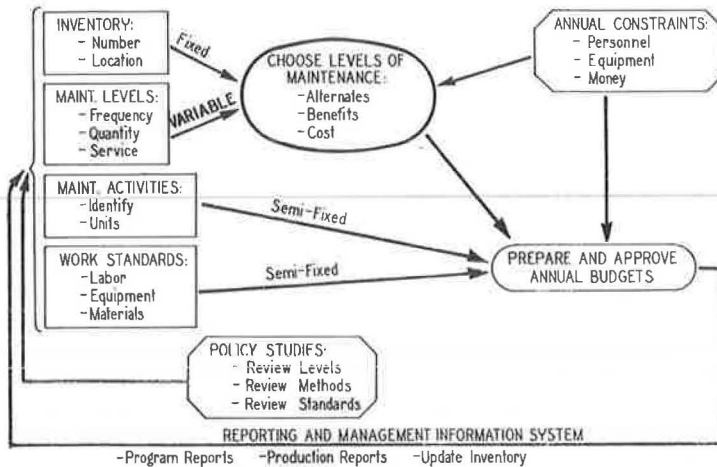 INVENTORY:
- Number
- Location
Fixed
MAINT. LEVELS:
- Frequency
- Quantity
- Service
VARIABLE
MAINT. ACTIVITIES:
- Identify
- Units
Semi-Fixed
WORK STANDARDS:
- Labor
- Equipment
- Materials
Semi-Fixed
CHOOSE LEVELS OF
MAINTENANCE:
- Alternates
- Benefits
- Cost
ANNUAL CONSTRAINTS:
- Personnel
- Equipment
- Money
PREPARE AND APPROVE
ANNUAL BUDGETS
POLICY STUDIES:
- Review Levels
- Review Methods
- Review Standards
REPORTING AND MANAGEMENT INFORMATION SYSTEM
-Program Reports -Production Reports -Update Inventory